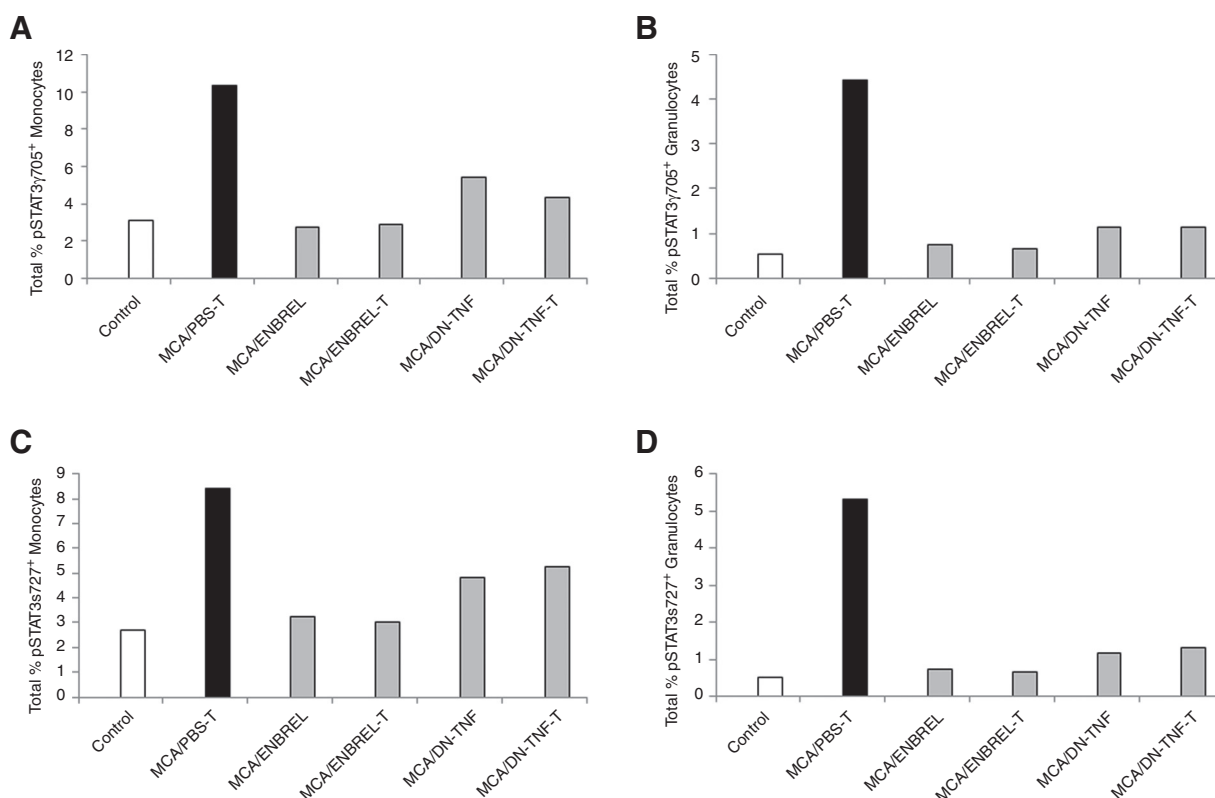 A
Total % pSTAT3γ705+ Monocytes
12
10
8
6
4
2
0
Control
MCA/PBS-T
MCA/ENBREL
MCA/ENBREL-T
MCA/DN-TNF
MCA/DN-TNF-T
B
Total % pSTAT3γ705+ Granulocytes
5
4
3
2
1
0
Control
MCA/PBS-T
MCA/ENBREL
MCA/ENBREL-T
MCA/DN-TNF
MCA/DN-TNF-T
C
Total % pSTAT3s727+ Monocytes
9
8
7
6
5
4
3
2
1
0
Control
MCA/PBS-T
MCA/ENBREL
MCA/ENBREL-T
MCA/DN-TNF
MCA/DN-TNF-T
D
Total % pSTAT3s727+ Granulocytes
6
5
4
3
2
1
0
Control
MCA/PBS-T
MCA/ENBREL
MCA/ENBREL-T
MCA/DN-TNF
MCA/DN-TNF-T